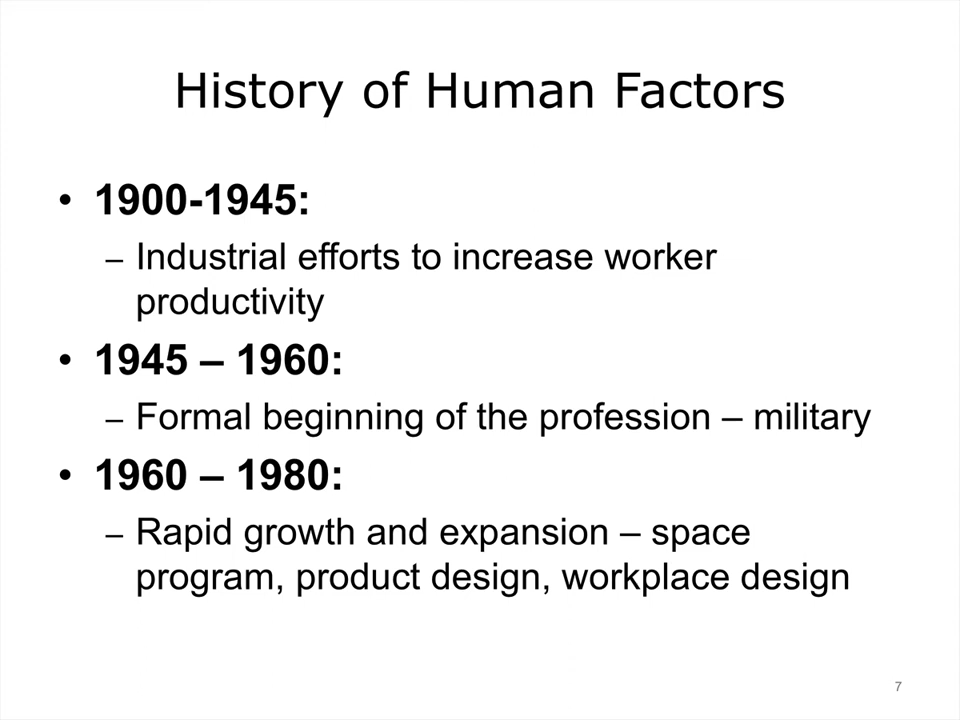 History of Human Factors
• 1900-1945:
– Industrial efforts to increase worker
productivity
• 1945 – 1960:
– Formal beginning of the profession – military
• 1960 – 1980:
– Rapid growth and expansion – space
program, product design, workplace design
7